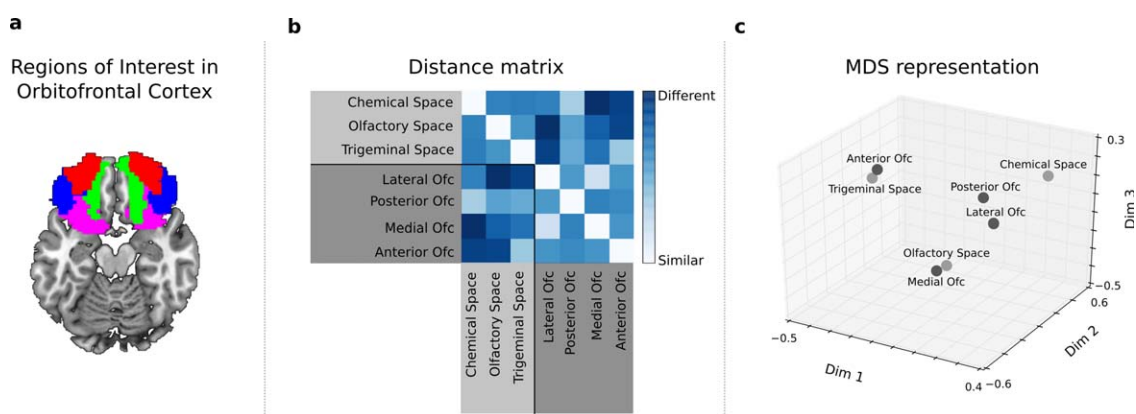 a
Regions of Interest in
Orbitofrontal Cortex
b
Distance matrix
Chemical Space
Olfactory Space
Trigeminal Space
Lateral Ofc
Posterior Ofc
Medial Ofc
Anterior Ofc
Different
Similar
Chemical Space
Olfactory Space
Trigeminal Space
Lateral Ofc
Posterior Ofc
Medial Ofc
Anterior Ofc
c
MDS representation
Anterior Ofc
Trigeminal Space
Chemical Space
Posterior Ofc
Lateral Ofc
Olfactory Space
Medial Ofc
0.3
Dim 3
−0.5
0.6
Dim 2
−0.6
0.4
Dim 1
−0.5